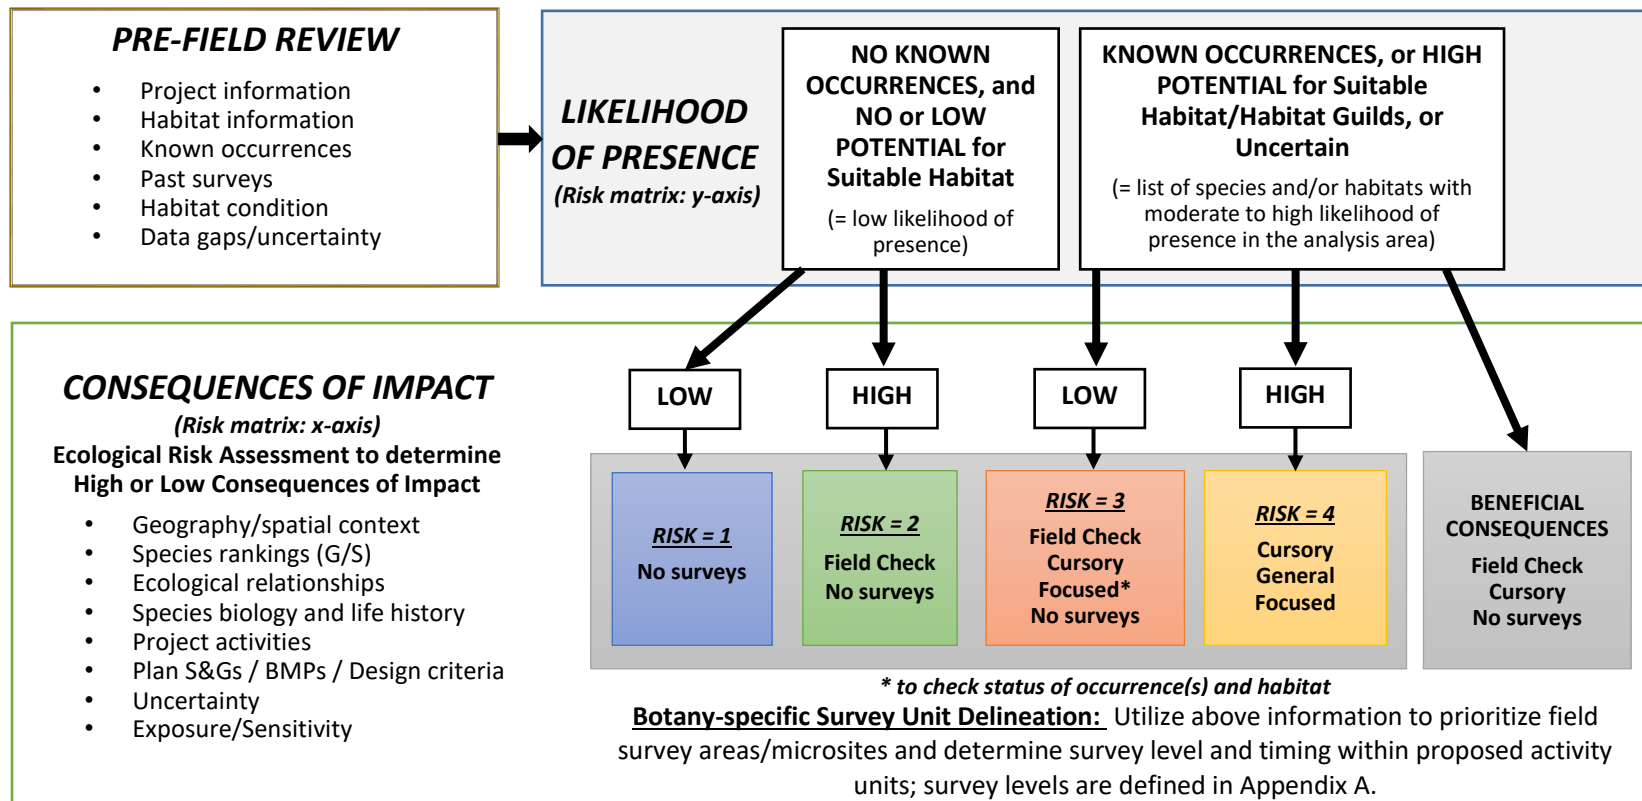 PRE-FIELD REVIEW
• Project information
• Habitat information
• Known occurrences
• Past surveys
• Habitat condition
• Data gaps/uncertainty
LIKELIHOOD
OF PRESENCE
(Risk matrix: y-axis)
NO KNOWN
OCCURRENCES, and
NO or LOW
POTENTIAL for
Suitable Habitat
(= low likelihood of
presence)
KNOWN OCCURRENCES, or HIGH
POTENTIAL for Suitable
Habitat/Habitat Guilds, or
Uncertain
(= list of species and/or habitats with
moderate to high likelihood of
presence in the analysis area)
CONSEQUENCES OF IMPACT
(Risk matrix: x-axis)
Ecological Risk Assessment to determine
High or Low Consequences of Impact
• Geography/spatial context
• Species rankings (G/S)
• Ecological relationships
• Species biology and life history
• Project activities
• Plan S&Gs / BMPs / Design criteria
• Uncertainty
• Exposure/Sensitivity
LOW
HIGH
LOW
HIGH
RISK = 1
No surveys
RISK = 2
Field Check
No surveys
RISK = 3
Field Check
Cursory
Focused*
No surveys
RISK = 4
Cursory
General
Focused
BENEFICIAL
CONSEQUENCES
Field Check
Cursory
No surveys
* to check status of occurrence(s) and habitat
Botany-specific Survey Unit Delineation: Utilize above information to prioritize field
survey areas/microsites and determine survey level and timing within proposed activity
units; survey levels are defined in Appendix A.